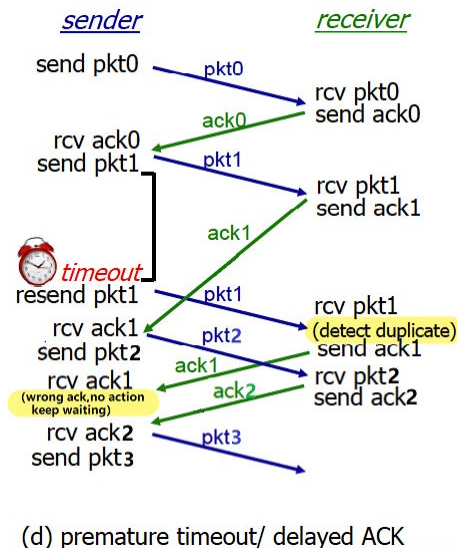 sender
receiver
send pkt0
pkt0
rcv pkt0
send ack0
ack0
rcv ack0
send pkt1
pkt1
rcv pkt1
send ack1
ack1
timeout
resend pkt1
pkt1
rcv pkt1
(detect duplicate)
send ack1
rcv ack1
send pkt2
pkt2
ack1
rcv pkt2
send ack2
rcv ack1
(wrong ack,no action
keep waiting)
ack2
rcv ack2
send pkt3
pkt3
(d) premature timeout/ delayed ACK